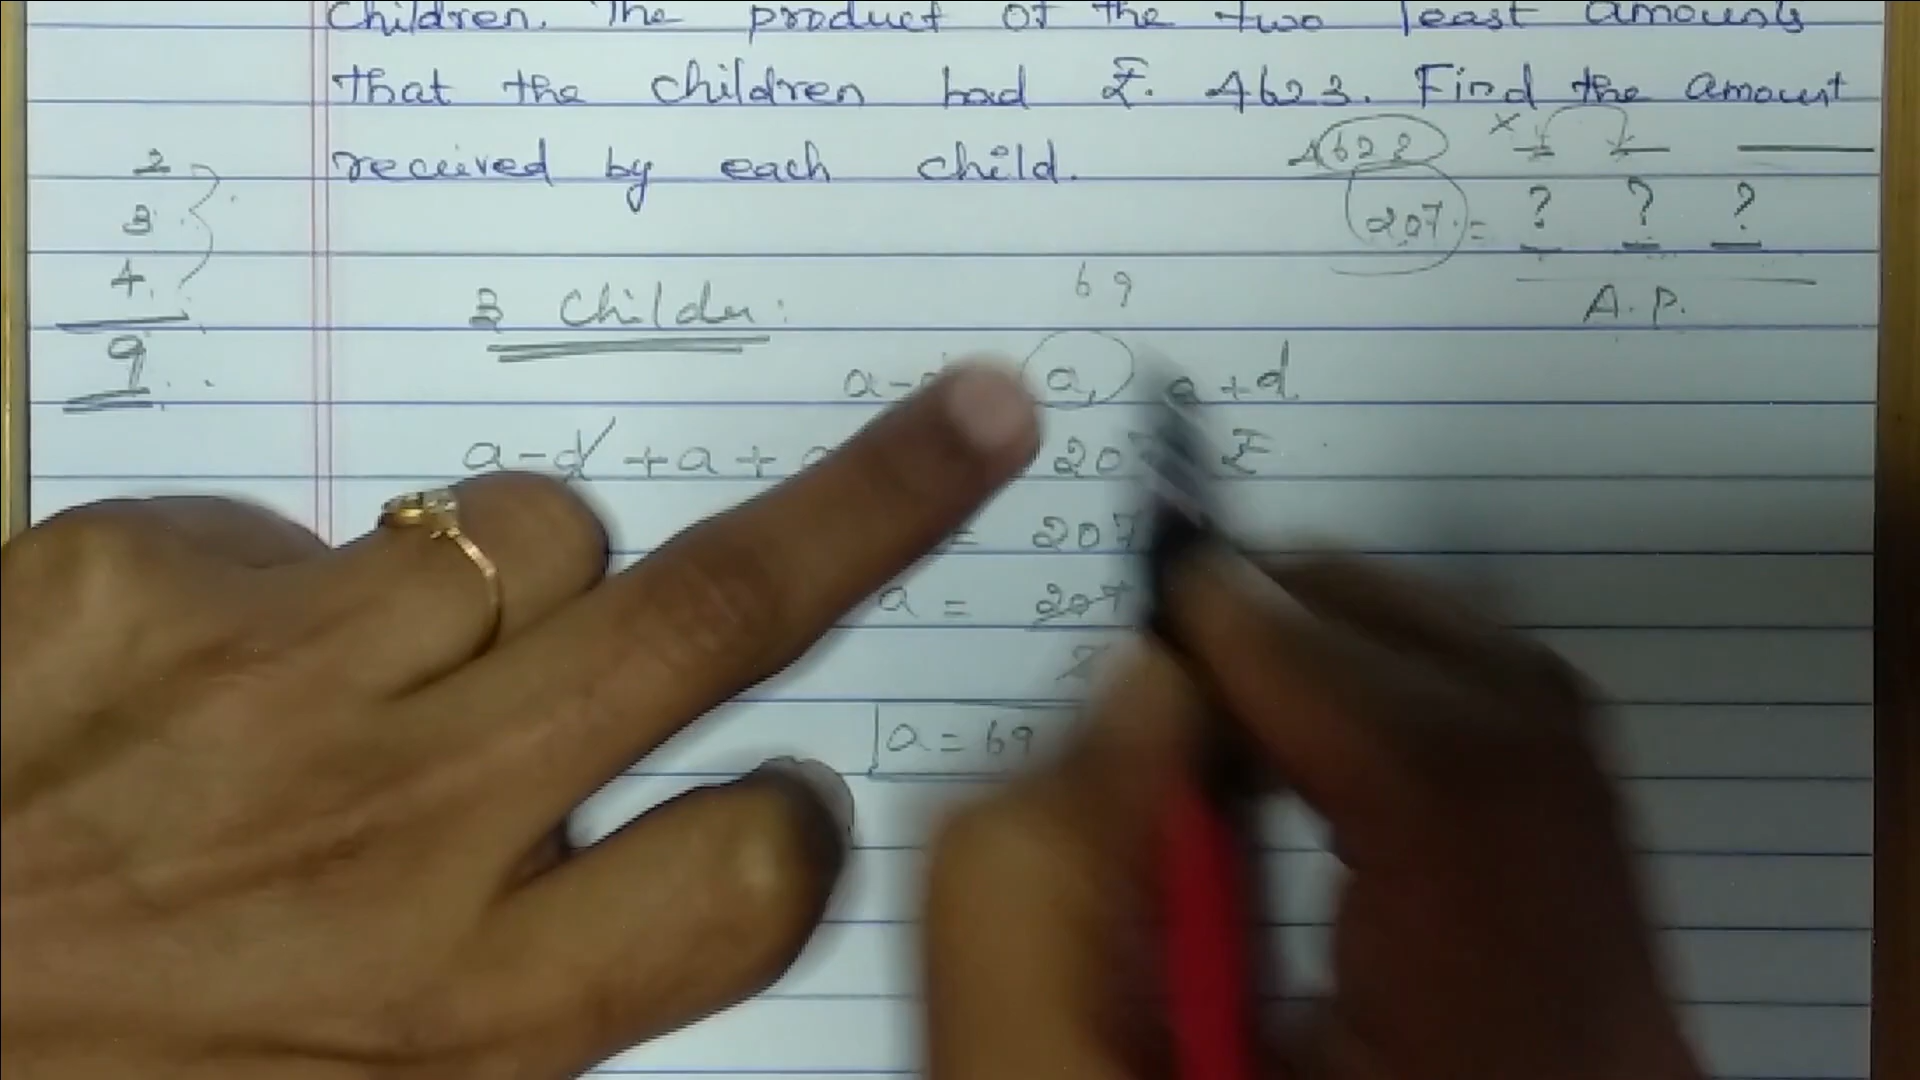 Children. The product of the two least amounts
that the children had ₹. 4623. Find the amount
received by each child.
4623 ×
207 = ? ? ?
A.P.
2
3
4
9
3 Children:
69
a, a+d
a-d + a + 207 ₹
= 207
a = 207
a = 69